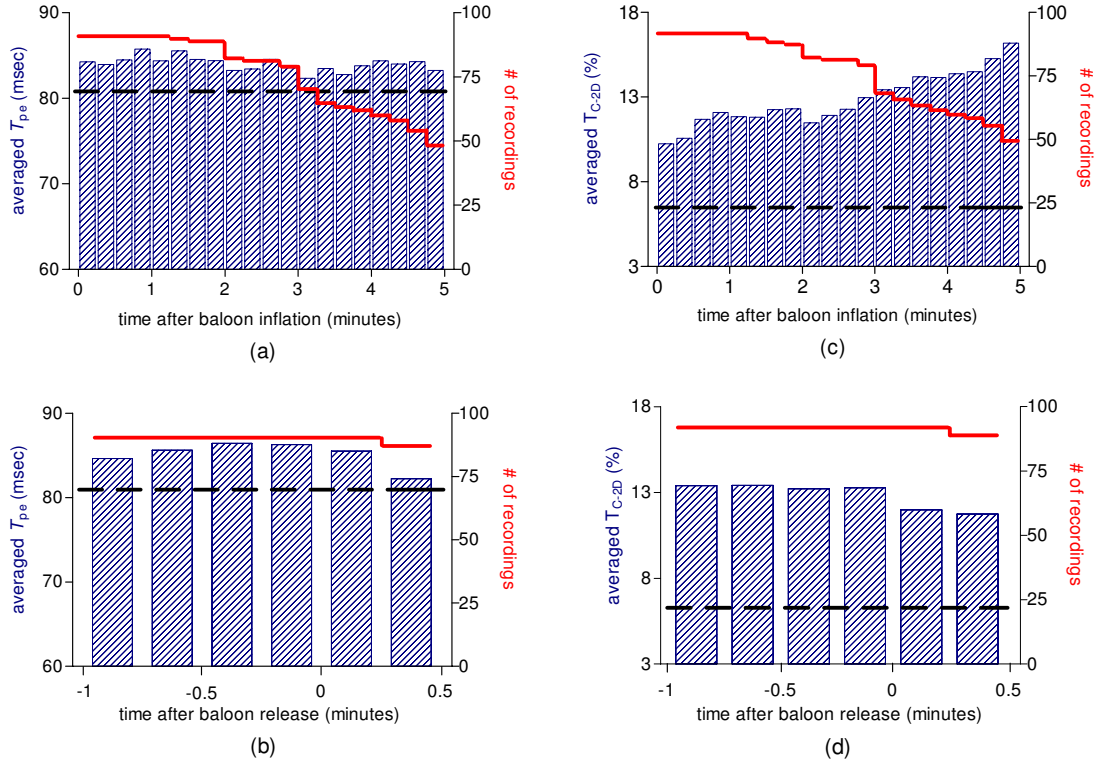 90
80
70
60
averaged Tpe (msec)
100
75
50
25
0
# of recordings
0 1 2 3 4 5
time after baloon inflation (minutes)
(a)
18
13
8
3
averaged TC-2D (%)
100
75
50
25
0
# of recordings
0 1 2 3 4 5
time after baloon inflation (minutes)
(c)
90
80
70
60
averaged Tpe (msec)
100
75
50
25
0
# of recordings
-1 -0.5 0 0.5
time after baloon release (minutes)
(b)
18
13
8
3
averaged TC-2D (%)
100
75
50
25
0
# of recordings
-1 -0.5 0 0.5
time after baloon release (minutes)
(d)